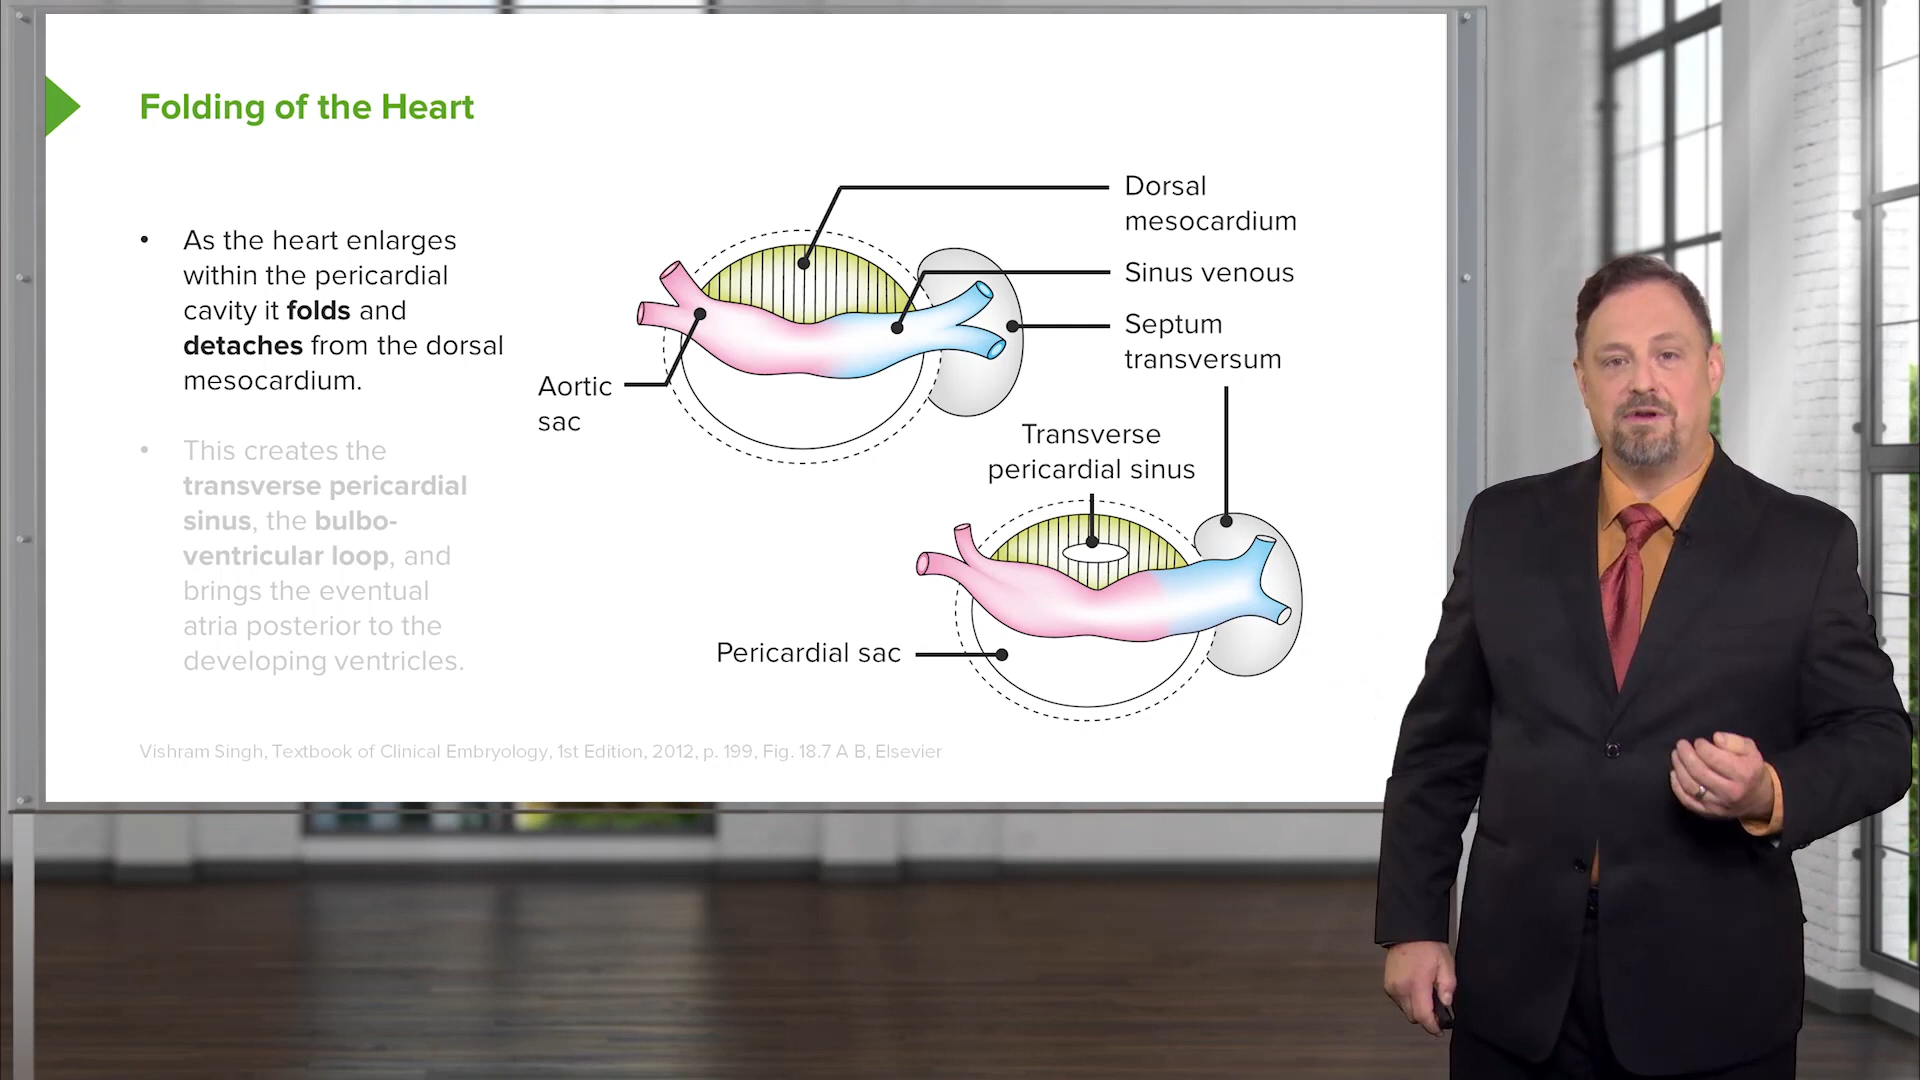 Folding of the Heart
• As the heart enlarges
within the pericardial
cavity it folds and
detaches from the dorsal
mesocardium.
• This creates the
transverse pericardial
sinus, the bulbo-
ventricular loop, and
brings the eventual
atria posterior to the
developing ventricles.
Dorsal
mesocardium
Sinus venous
Septum
transversum
Aortic
sac
Transverse
pericardial sinus
Pericardial sac
Vishram Singh, Textbook of Clinical Embryology, 1st Edition, 2012, p. 199, Fig. 18.7 A B, Elsevier